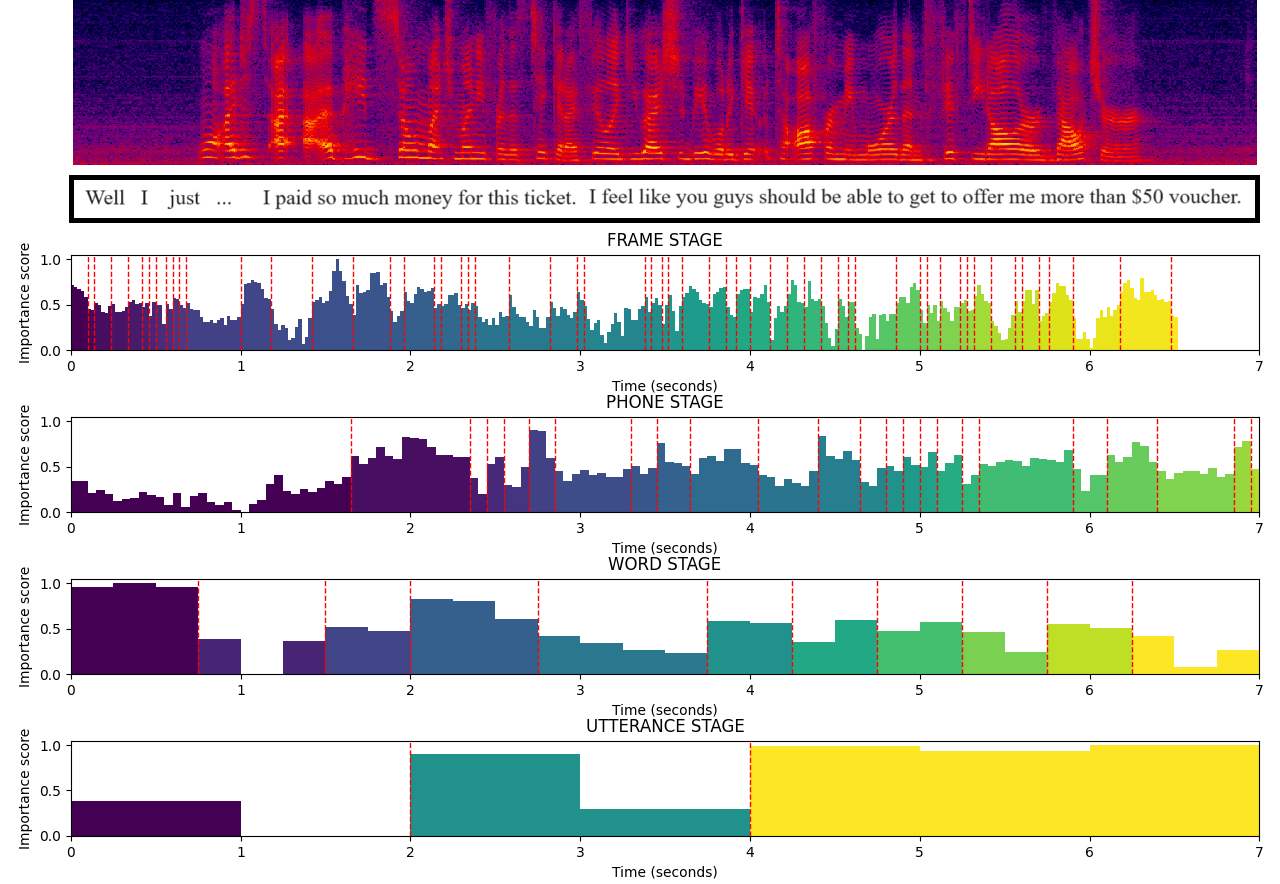 Well I just ... I paid so much money for this ticket. I feel like you guys should be able to get to offer me more than $50 voucher.
FRAME STAGE
Importance score
1.0
0.5
0.0
0 1 2 3 4 5 6 7
Time (seconds)
PHONE STAGE
Importance score
1.0
0.5
0.0
0 1 2 3 4 5 6 7
Time (seconds)
WORD STAGE
Importance score
1.0
0.5
0.0
0 1 2 3 4 5 6 7
Time (seconds)
UTTERANCE STAGE
Importance score
1.0
0.5
0.0
0 1 2 3 4 5 6 7
Time (seconds)